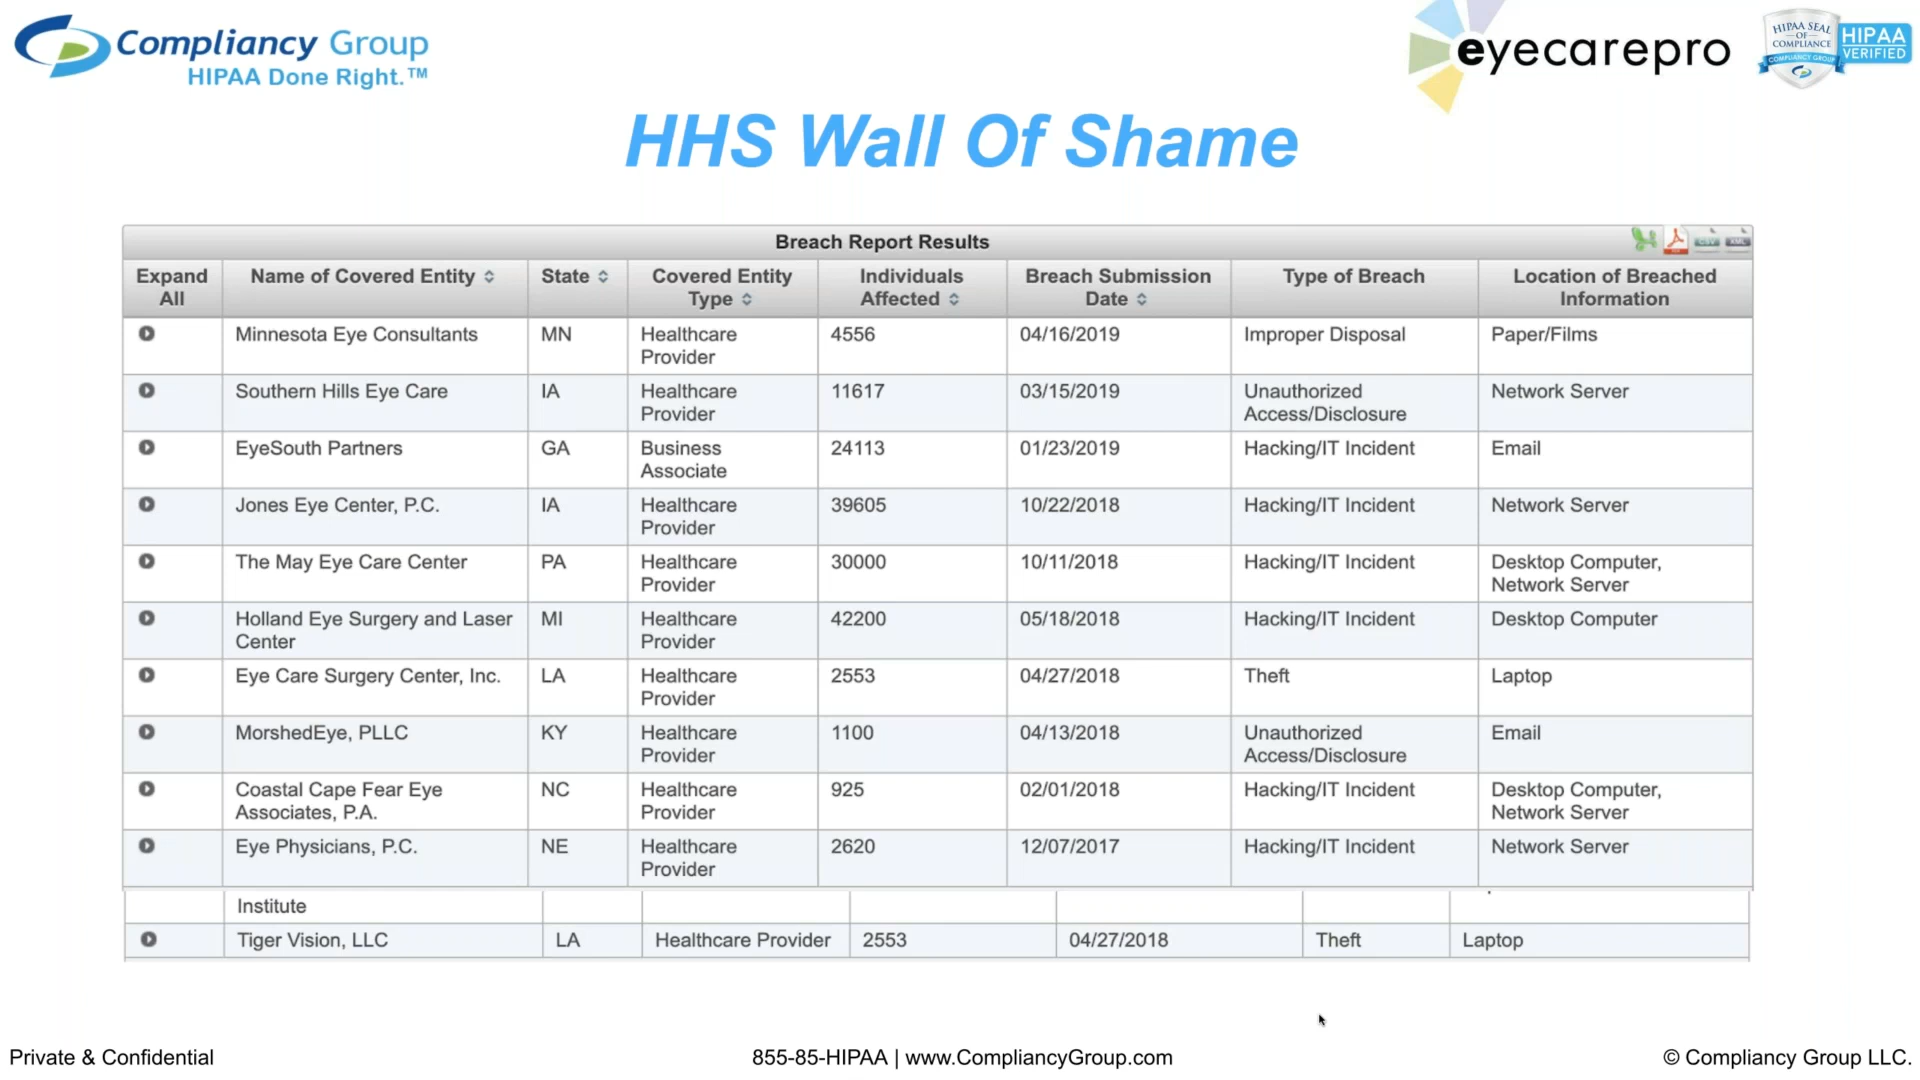 Compliancy Group
HIPAA Done Right.™
eyecarepro
HIPAA SEAL
OF
COMPLIANCE
COMPLIANCY GROUP
HIPAA
VERIFIED
HHS Wall Of Shame
Breach Report Results
PDF CSV XML
Expand All Name of Covered Entity State Covered Entity Type Individuals Affected Breach Submission Date Type of Breach Location of Breached Information
Minnesota Eye Consultants MN Healthcare Provider 4556 04/16/2019 Improper Disposal Paper/Films
Southern Hills Eye Care IA Healthcare Provider 11617 03/15/2019 Unauthorized Access/Disclosure Network Server
EyeSouth Partners GA Business Associate 24113 01/23/2019 Hacking/IT Incident Email
Jones Eye Center, P.C. IA Healthcare Provider 39605 10/22/2018 Hacking/IT Incident Network Server
The May Eye Care Center PA Healthcare Provider 30000 10/11/2018 Hacking/IT Incident Desktop Computer, Network Server
Holland Eye Surgery and Laser Center MI Healthcare Provider 42200 05/18/2018 Hacking/IT Incident Desktop Computer
Eye Care Surgery Center, Inc. LA Healthcare Provider 2553 04/27/2018 Theft Laptop
MorshedEye, PLLC KY Healthcare Provider 1100 04/13/2018 Unauthorized Access/Disclosure Email
Coastal Cape Fear Eye Associates, P.A. NC Healthcare Provider 925 02/01/2018 Hacking/IT Incident Desktop Computer, Network Server
Eye Physicians, P.C. NE Healthcare Provider 2620 12/07/2017 Hacking/IT Incident Network Server
Institute
Tiger Vision, LLC LA Healthcare Provider 2553 04/27/2018 Theft Laptop
Private & Confidential
855-85-HIPAA | www.CompliancyGroup.com
© Compliancy Group LLC.